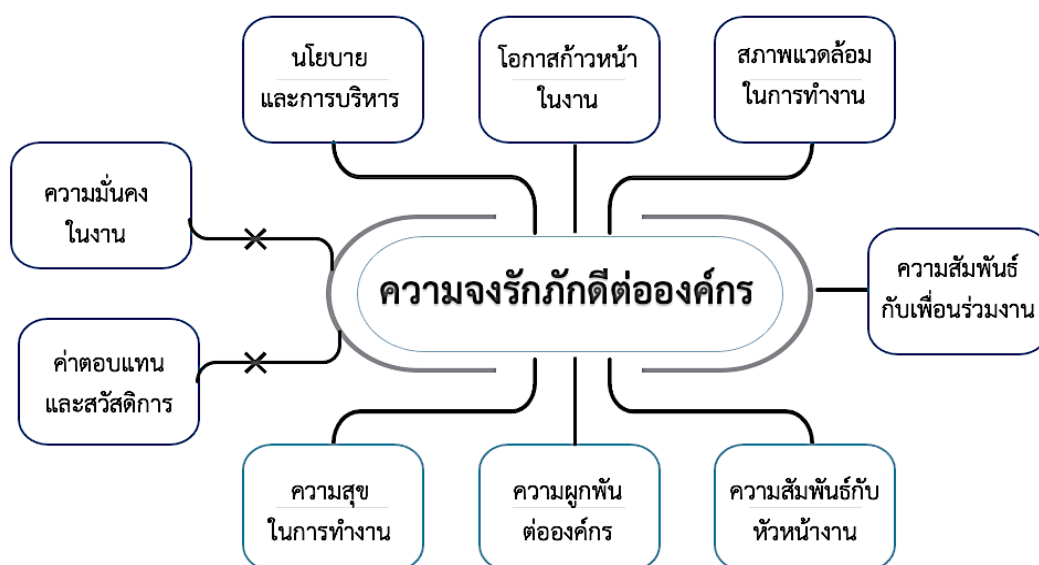 นโยบาย
และการบริหาร
โอกาสก้าวหน้า
ในงาน
สภาพแวดล้อม
ในการทำงาน
ความมั่นคง
ในงาน
ความจงรักภักดีต่อองค์กร
ความสัมพันธ์
กับเพื่อนร่วมงาน
ค่าตอบแทน
และสวัสดิการ
ความสุข
ในการทำงาน
ความผูกพัน
ต่อองค์กร
ความสัมพันธ์กับ
หัวหน้างาน